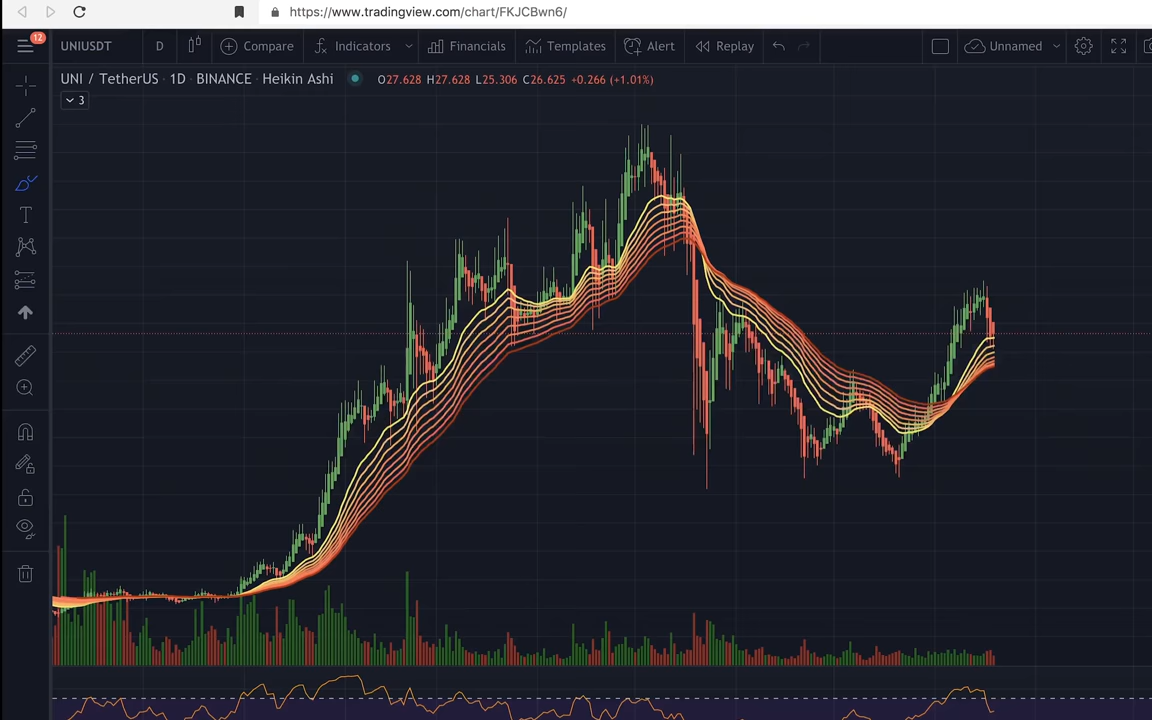 https://www.tradingview.com/chart/FKJCBwn6/
12
UNIUSDT D Compare Indicators Financials Templates Alert Replay Unnamed
UNI / TetherUS · 1D · BINANCE · Heikin Ashi O27.628 H27.628 L25.306 C26.625 +0.266 (+1.01%)
3
T